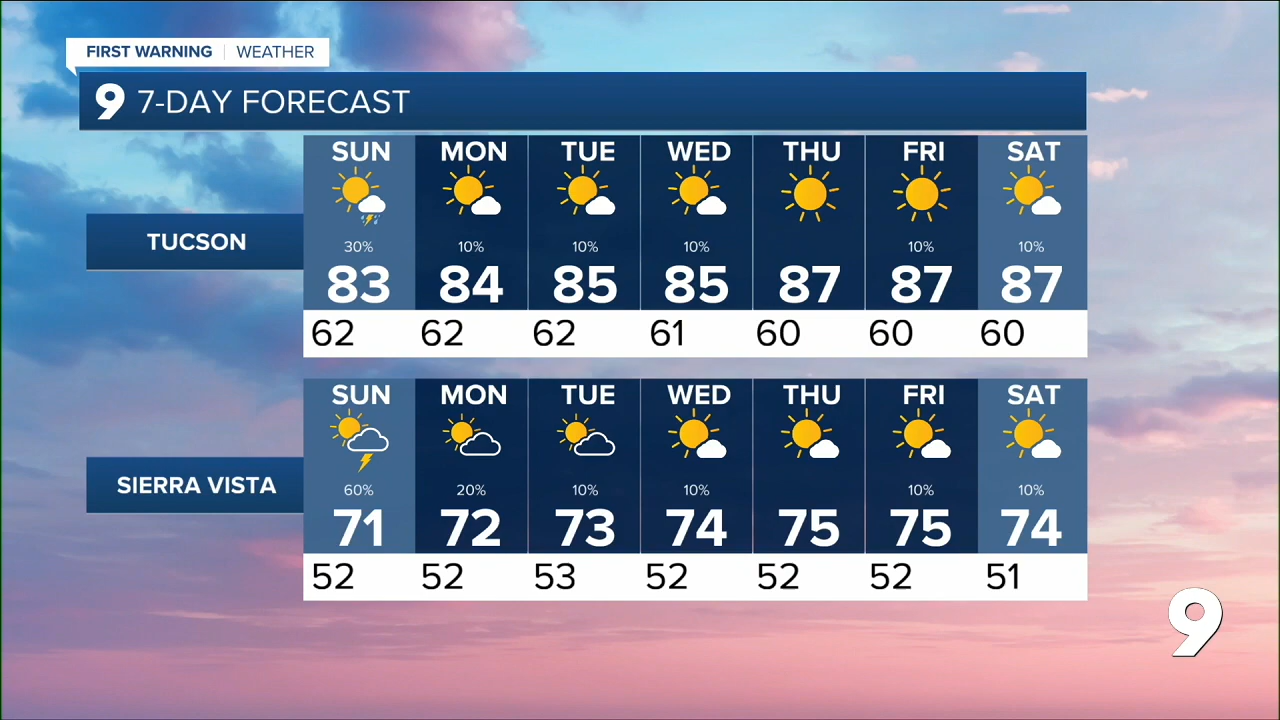 FIRST WARNING | WEATHER
9 7-DAY FORECAST
SUN MON TUE WED THU FRI SAT
TUCSON
30% 10% 10% 10% 10% 10%
83 84 85 85 87 87 87
62 62 62 61 60 60 60
SUN MON TUE WED THU FRI SAT
SIERRA VISTA
60% 20% 10% 10% 10% 10%
71 72 73 74 75 75 74
52 52 53 52 52 52 51
9